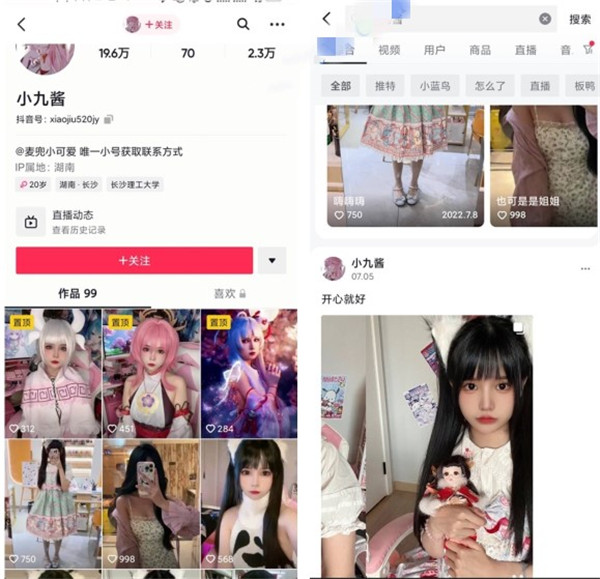 +关注
19.6万 70 2.3万
小九酱
抖音号：xiaojiu520jy
@麦兜小可爱 唯一小号获取联系方式
IP属地：湖南
20岁 湖南·长沙 长沙理工大学
直播动态
查看历史记录
+关注
作品 99 喜欢
置顶 置顶 置顶
312 451 284
750 998 568
搜索
视频 用户 商品 直播 音
全部 推特 小蓝鸟 怎么了 直播 板鸭
嗨嗨嗨
750 2022.7.8
也可是是姐姐
998
小九酱
07.05
开心就好